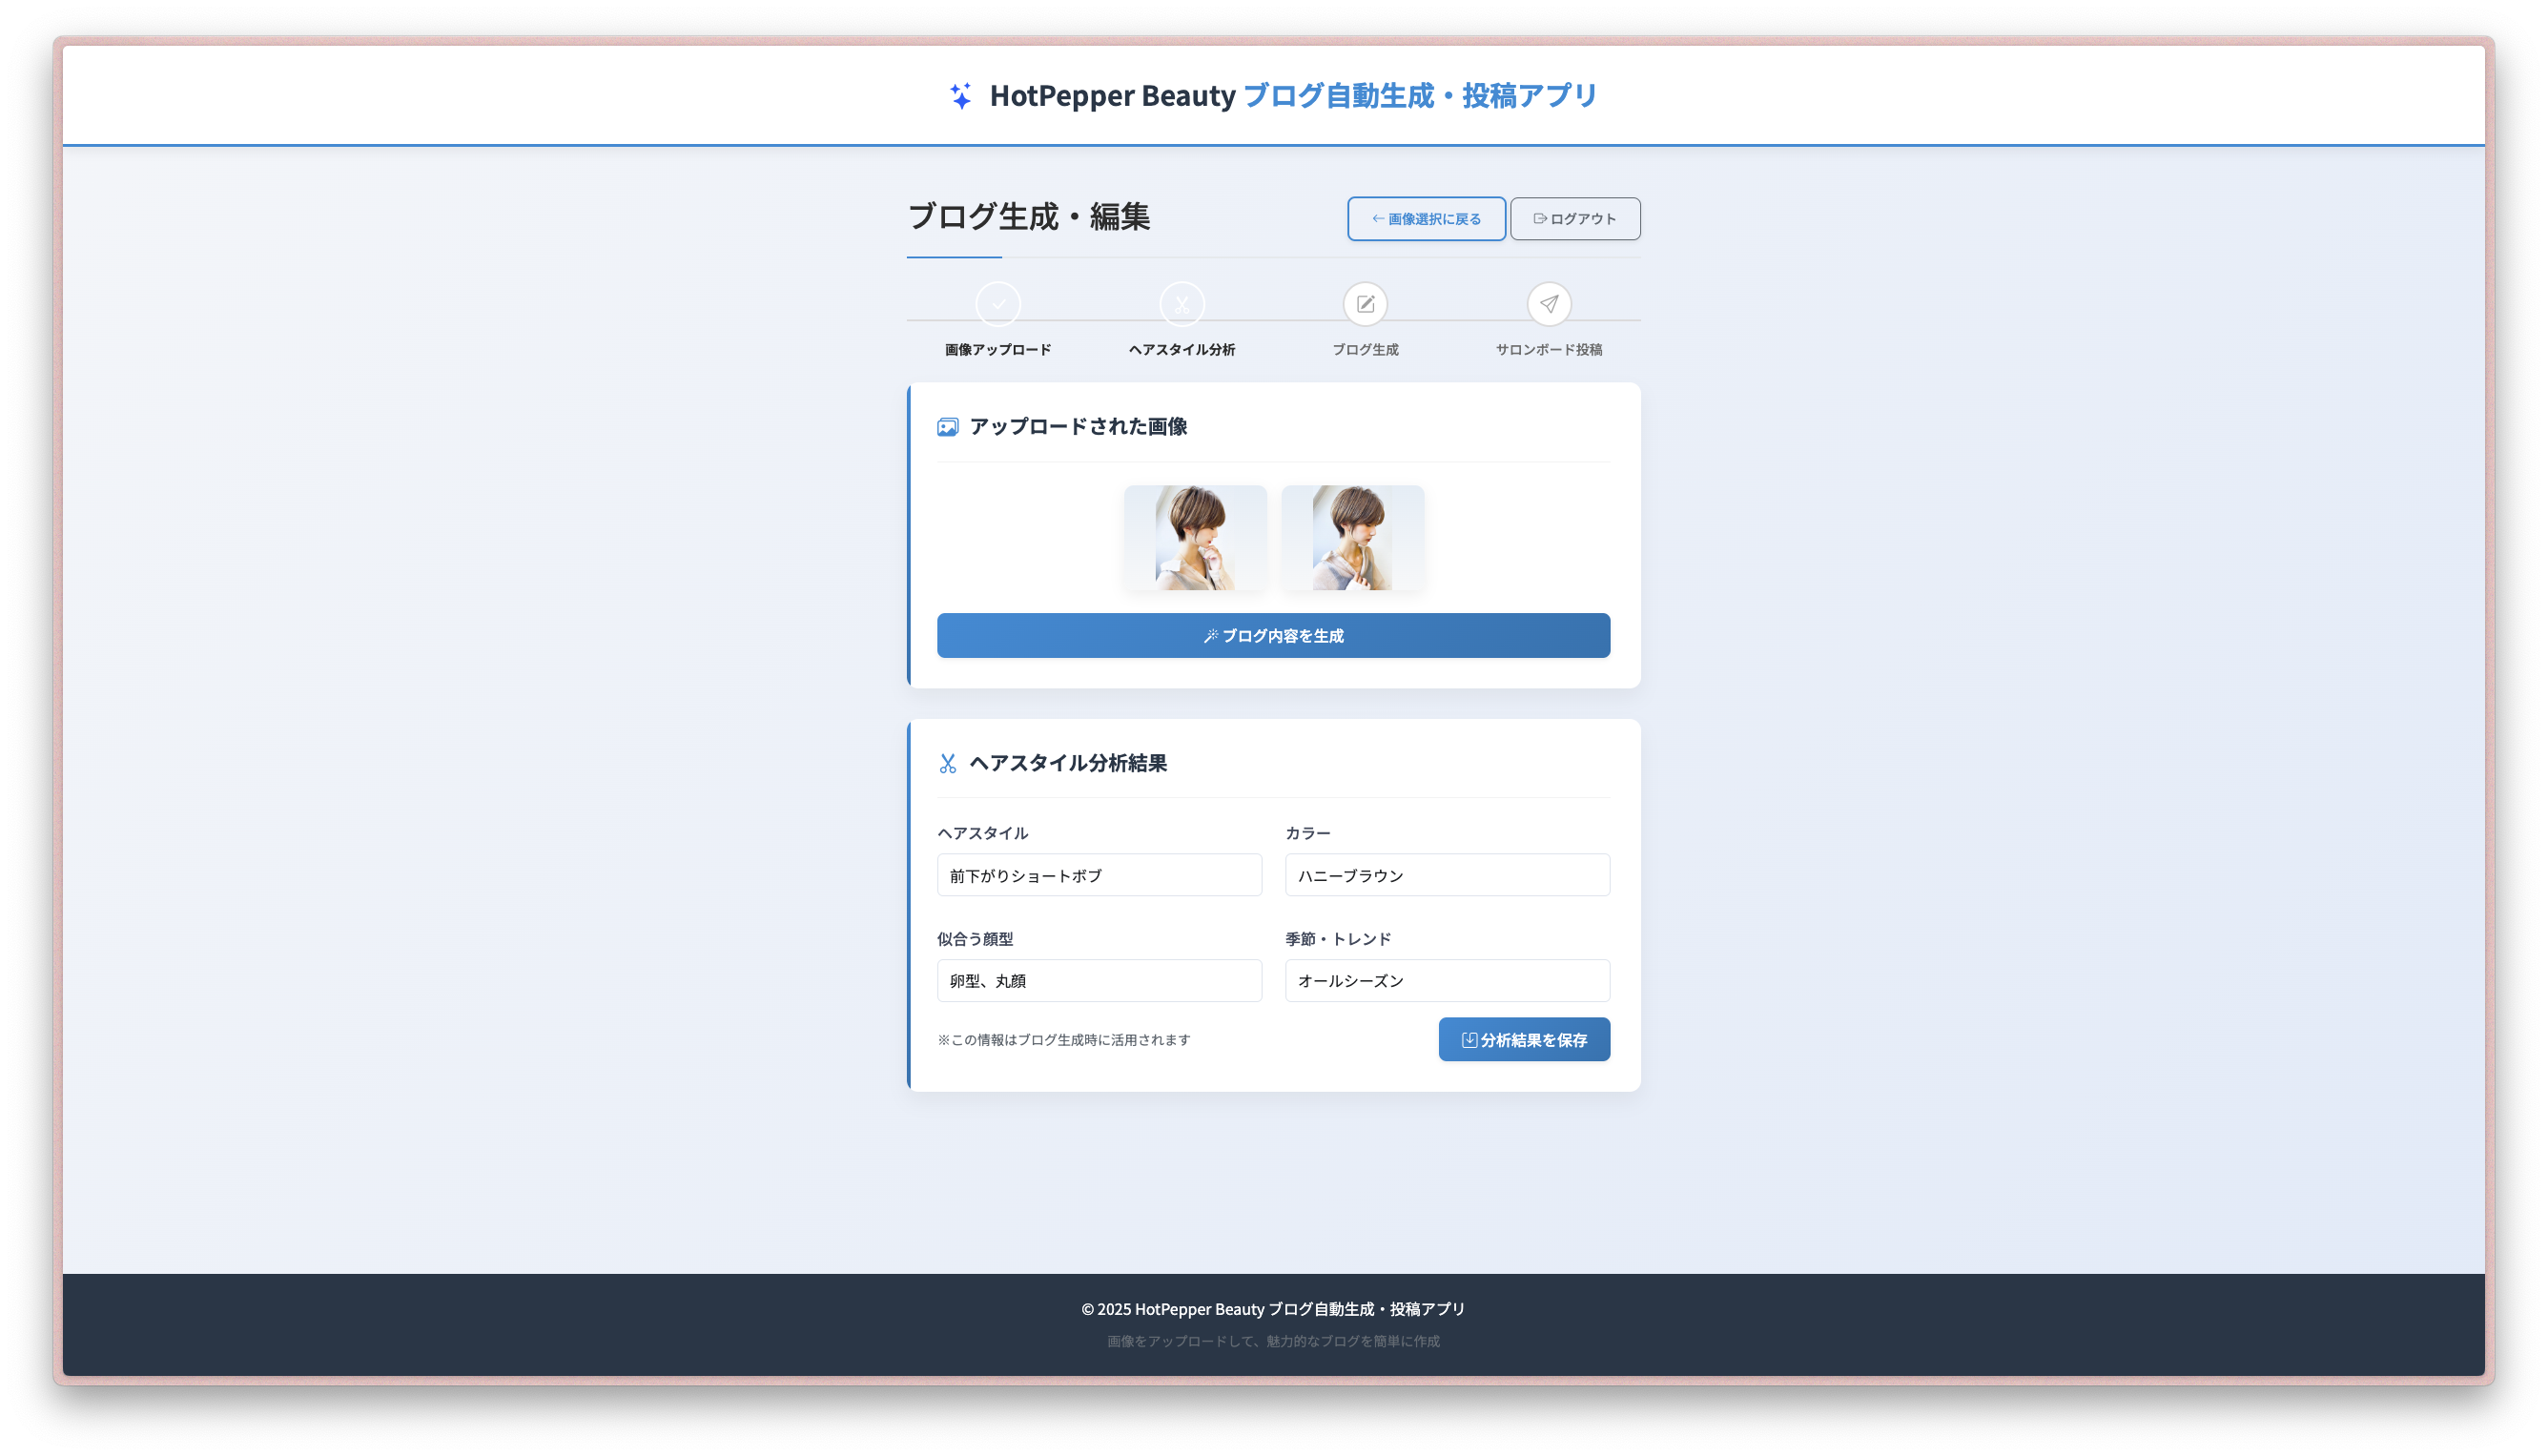 HotPepper Beauty ブログ自動生成・投稿アプリ
ブログ生成・編集
← 画像選択に戻る
ログアウト
画像アップロード
ヘアスタイル分析
ブログ生成
サロンボード投稿
アップロードされた画像
ブログ内容を生成
ヘアスタイル分析結果
ヘアスタイル
カラー
前下がりショートボブ
ハニーブラウン
似合う顔型
季節・トレンド
卵型、丸顔
オールシーズン
※この情報はブログ生成時に活用されます
分析結果を保存
© 2025 HotPepper Beauty ブログ自動生成・投稿アプリ
画像をアップロードして、魅力的なブログを簡単に作成